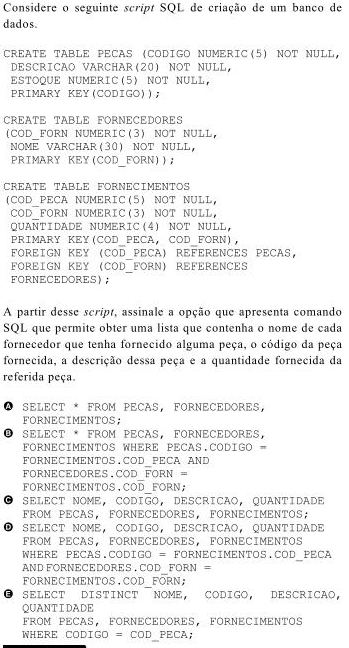 Considere o seguinte script SQL de criação de um banco de
dados.
CREATE TABLE PECAS (CODIGO NUMERIC(5) NOT NULL,
DESCRICAO VARCHAR(20) NOT NULL,
ESTOQUE NUMERIC(5) NOT NULL,
PRIMARY KEY(CODIGO));
CREATE TABLE FORNECEDORES
(COD_FORN NUMERIC(3) NOT NULL,
NOME VARCHAR(30) NOT NULL,
PRIMARY KEY(COD_FORN));
CREATE TABLE FORNECIMENTOS
(COD_PECA NUMERIC(5) NOT NULL,
COD_FORN NUMERIC(3) NOT NULL,
QUANTIDADE NUMERIC(4) NOT NULL,
PRIMARY KEY(COD_PECA, COD_FORN),
FOREIGN KEY (COD_PECA) REFERENCES PECAS,
FOREIGN KEY (COD_FORN) REFERENCES
FORNECEDORES);
A partir desse script, assinale a opção que apresenta comando
SQL que permite obter uma lista que contenha o nome de cada
fornecedor que tenha fornecido alguma peça, o código da peça
fornecida, a descrição dessa peça e a quantidade fornecida da
referida peça.
A SELECT * FROM PECAS, FORNECEDORES,
FORNECIMENTOS;
B SELECT * FROM PECAS, FORNECEDORES,
FORNECIMENTOS WHERE PECAS.CODIGO =
FORNECIMENTOS.COD_PECA AND
FORNECEDORES.COD_FORN =
FORNECIMENTOS.COD_FORN;
C SELECT NOME, CODIGO, DESCRICAO, QUANTIDADE
FROM PECAS, FORNECEDORES, FORNECIMENTOS;
D SELECT NOME, CODIGO, DESCRICAO, QUANTIDADE
FROM PECAS, FORNECEDORES, FORNECIMENTOS
WHERE PECAS.CODIGO = FORNECIMENTOS.COD_PECA
AND FORNECEDORES.COD_FORN =
FORNECIMENTOS.COD_FORN;
E SELECT DISTINCT NOME, CODIGO, DESCRICAO,
QUANTIDADE
FROM PECAS, FORNECEDORES, FORNECIMENTOS
WHERE CODIGO = COD_PECA;